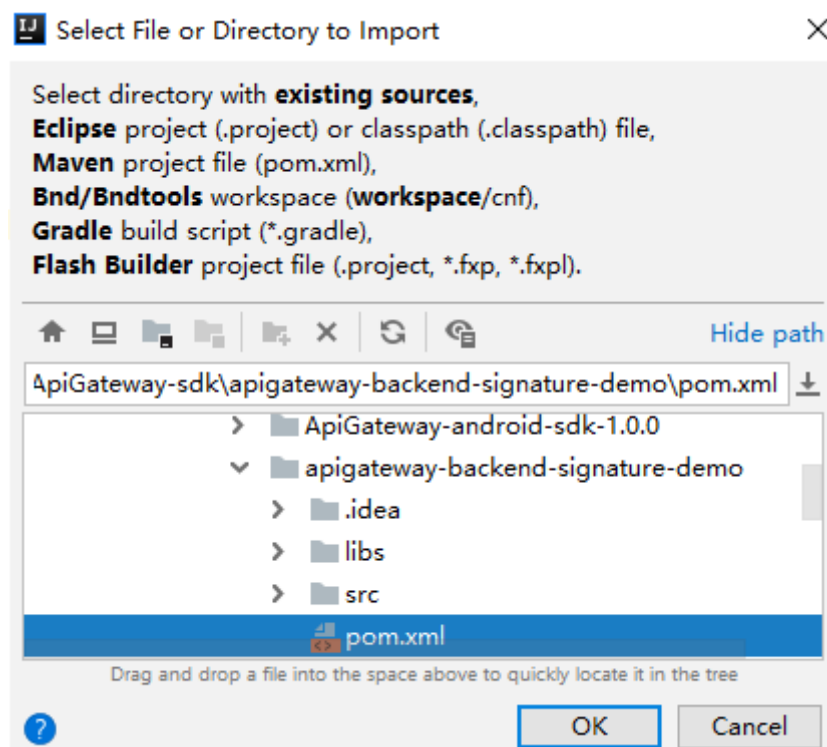 Select File or Directory to Import
Select directory with existing sources,
Eclipse project (.project) or classpath (.classpath) file,
Maven project file (pom.xml),
Bnd/Bndtools workspace (workspace/cnf),
Gradle build script (*.gradle),
Flash Builder project file (.project, *.fxp, *.fxpl).
Hide path
ApiGateway-sdk\apigateway-backend-signature-demo\pom.xml
ApiGateway-android-sdk-1.0.0
apigateway-backend-signature-demo
.idea
libs
src
pom.xml
Drag and drop a file into the space above to quickly locate it in the tree
? OK Cancel